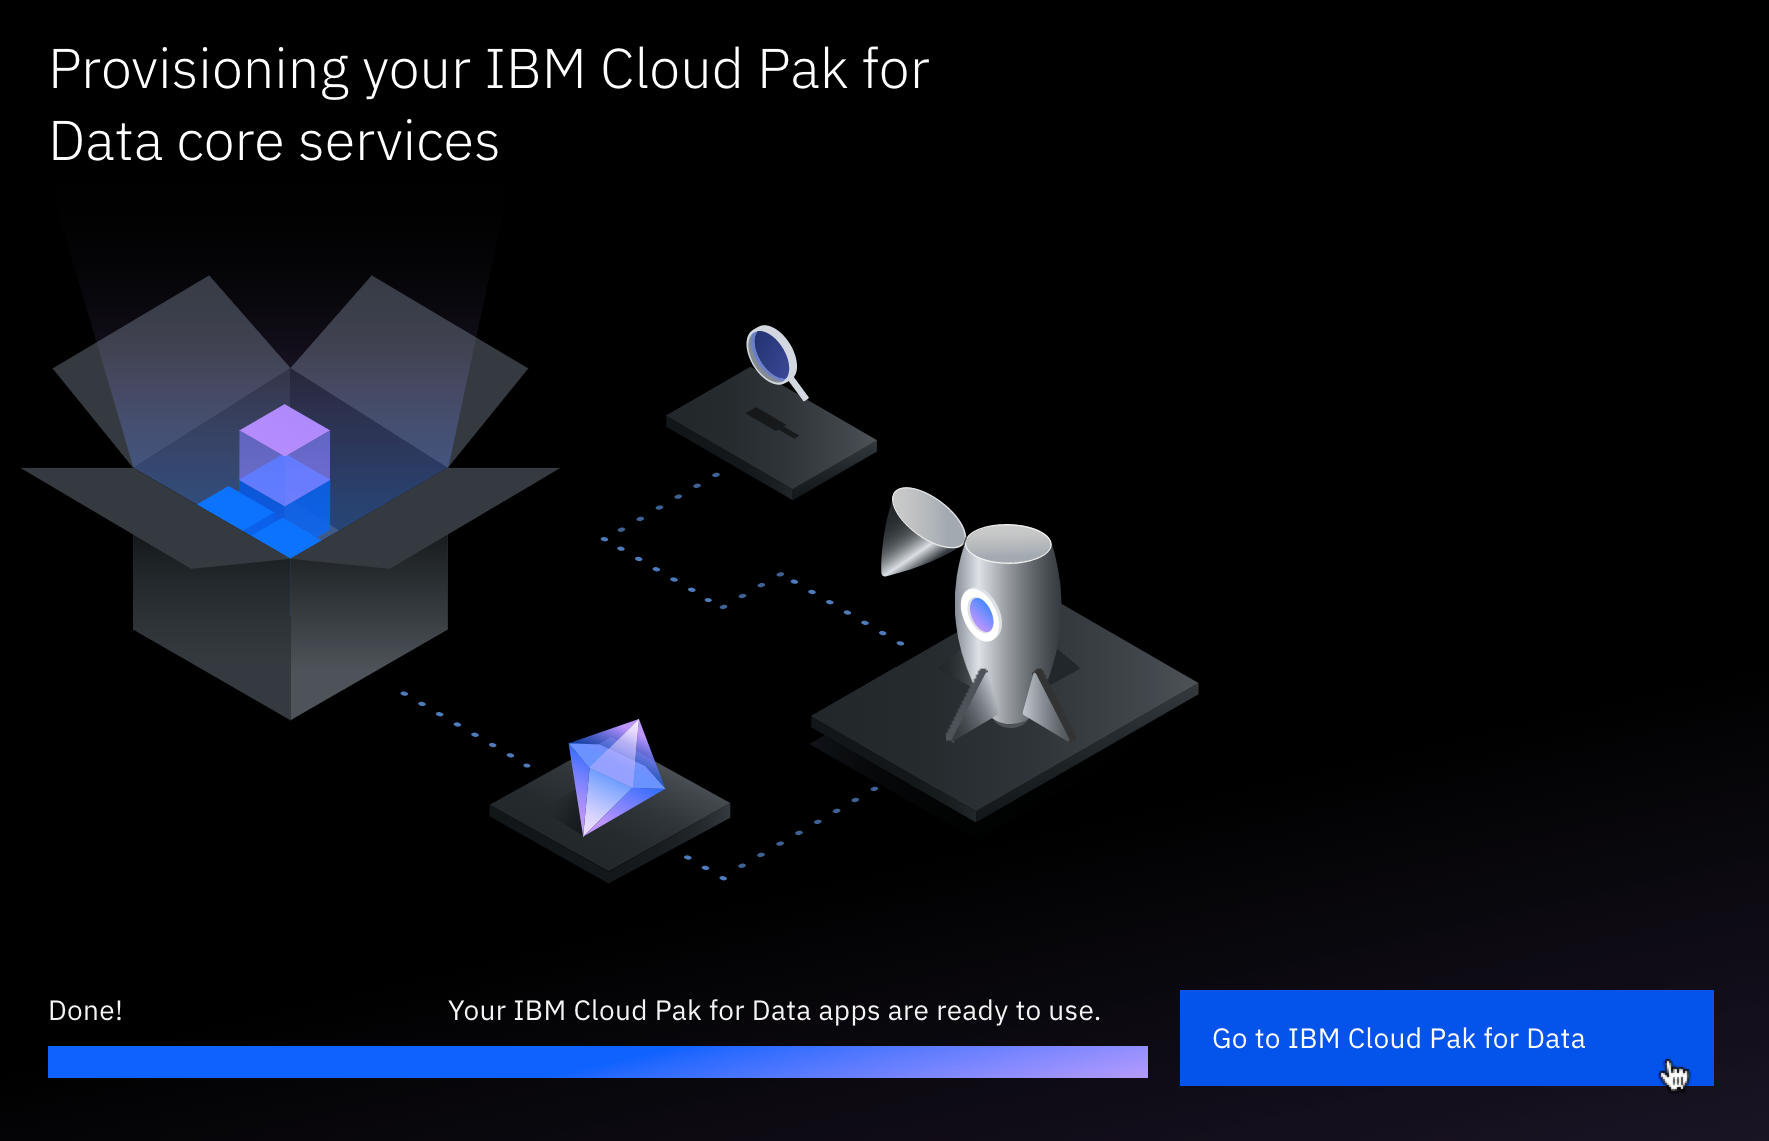 Provisioning your IBM Cloud Pak for
Data core services
Done!
Your IBM Cloud Pak for Data apps are ready to use.
Go to IBM Cloud Pak for Data